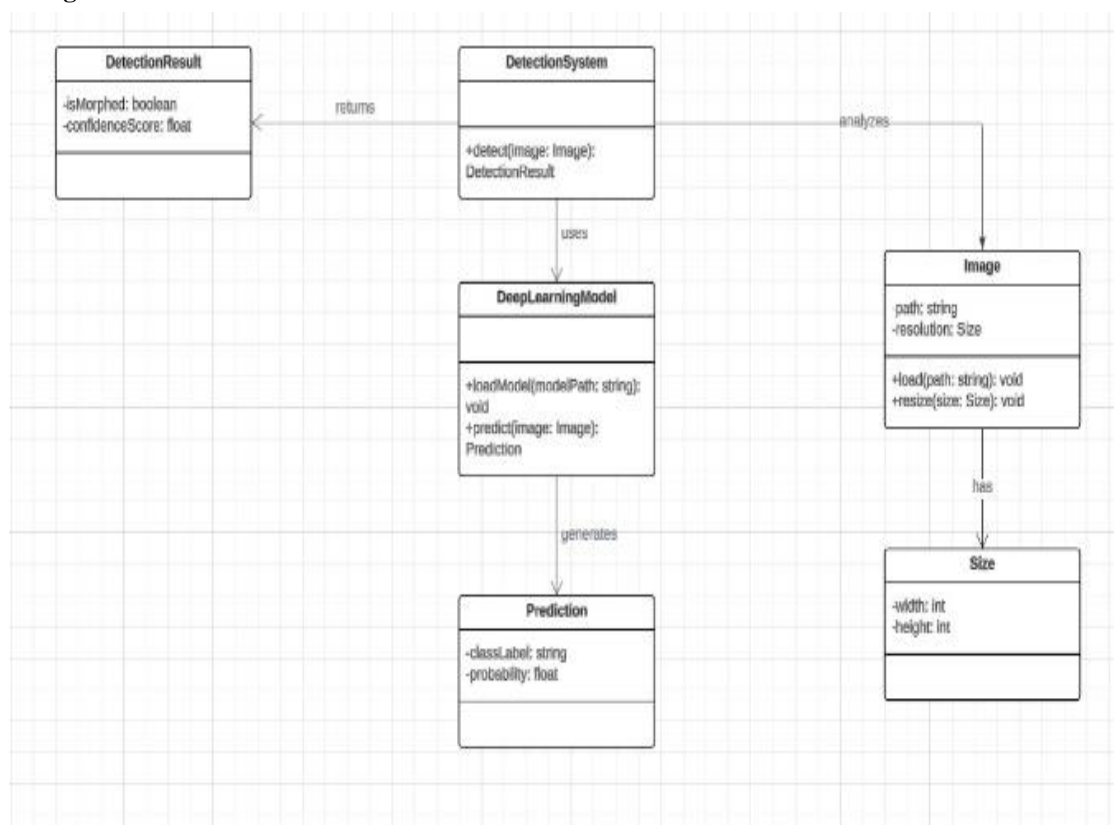 DetectionResult
-isMorphed: boolean
-confidenceScore: float
returns
DetectionSystem
+detect(image: Image):
DetectionResult
analyzes
uses
DeepLearningModel
+loadModel(modelPath: string):
void
+predict(image: Image):
Prediction
generates
Prediction
-classLabel: string
-probability: float
Image
-path: string
-resolution: Size
+load(path: string): void
+resize(size: Size): void
has
Size
-width: int
-height: int